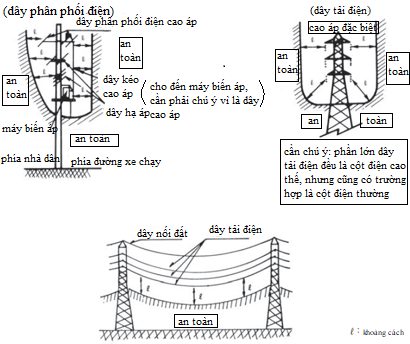 (dây phân phối điện)
dây phân phối điện cao áp
an
toàn
an
toàn
dây kéo
cao áp
cho đến máy biến áp,
cần phải chú ý vì là dây
cao áp
dây hạ áp
máy biến áp
an toàn
phía nhà dân
phía đường xe chạy
(dây tải điện)
cao áp đặc biệt
an
toàn
an
toàn
ℓ
ℓ
ℓ
ℓ
an
toàn
cần chú ý: phần lớn dây
tải điện đều là cột điện cao
thế, nhưng cũng có trường
hợp là cột điện thường
dây nối đất
dây tải điện
ℓ
ℓ
ℓ
an toàn
ℓ : khoảng cách